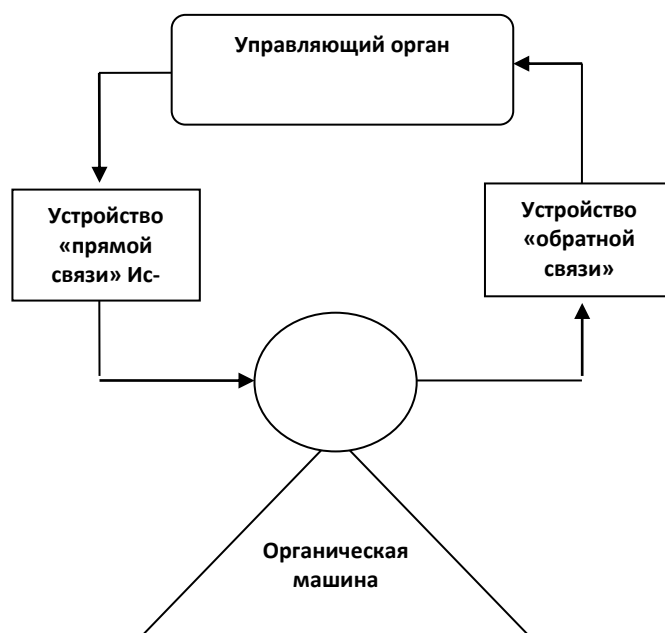 Управляющий орган
Устройство
«прямой
связи» Ис-
Устройство
«обратной
связи»
Органическая
машина